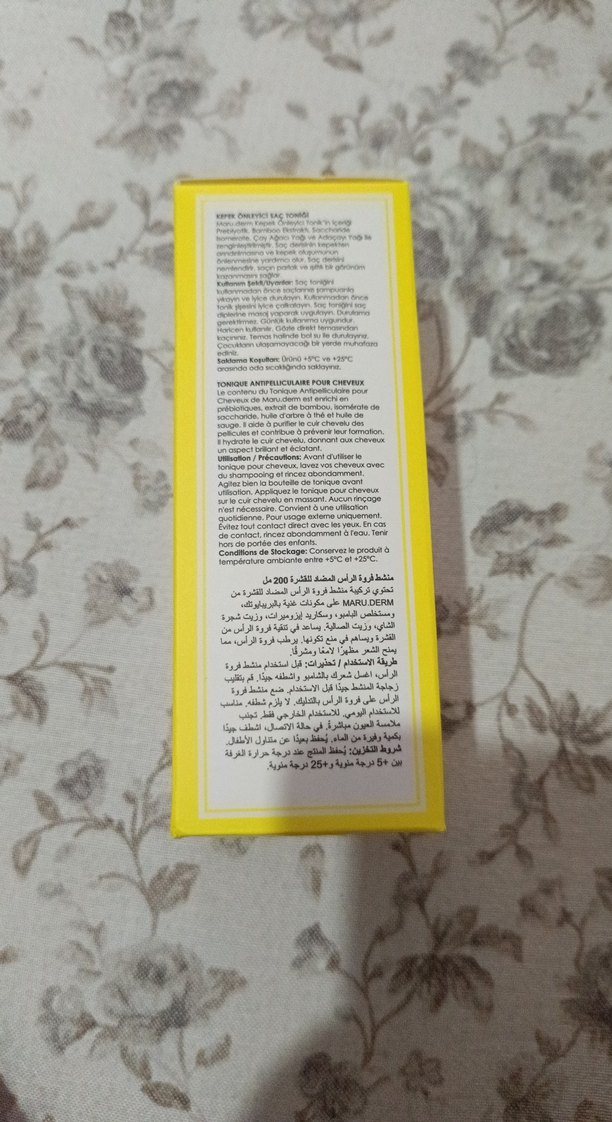 KEPEK ÖNLEYİCİ SAÇ TONİĞİ
Maru.derm Kepek Önleyici Tonik'in içeriği
Prebiyotik, Bamboo Ekstraktı, Saccharide
Isomerate, Çay Ağacı Yağı ve Adaçayı Yağı ile
zenginleştirilmiştir. Saç derisinin kepekten
arındırılmasına ve kepek oluşumunun
önlenmesine yardımcı olur. Saç derisini
nemlendirir, saçın parlak ve ışıltılı bir görünüm
kazanmasını sağlar.
Kullanım Şekli/Uyarılar: Saç toniğini
kullanmadan önce saçlarınızı şampuanla
yıkayın ve iyice durulayın. Kullanmadan önce
tonik şişesini iyice çalkalayın. Saç toniğini saç
diplerine masaj yaparak uygulayın. Durulama
gerektirmez. Günlük kullanıma uygundur.
Haricen kullanılır. Gözle direkt temasından
kaçınınız. Temas halinde bol su ile durulayınız.
Çocukların ulaşamayacağı bir yerde muhafaza
ediniz.
Saklama Koşulları: Ürünü +5°C ve +25°C
arasında oda sıcaklığında saklayınız.
TONIQUE ANTIPELLICULAIRE POUR CHEVEUX
Le contenu du Tonique Antipelliculaire pour
Cheveux de Maru.derm est enrichi en
prébiotiques, extrait de bambou, isomérate de
saccharide, huile d'arbre à thé et huile de
sauge. Il aide à purifier le cuir chevelu des
pellicules et contribue à prévenir leur formation.
Il hydrate le cuir chevelu, donnant aux cheveux
un aspect brillant et éclatant.
Utilisation / Précautions: Avant d'utiliser le
tonique pour cheveux, lavez vos cheveux avec
du shampooing et rincez abondamment.
Agitez bien la bouteille de tonique avant
utilisation. Appliquez le tonique pour cheveux
sur le cuir chevelu en massant. Aucun rinçage
n'est nécessaire. Convient à une utilisation
quotidienne. Pour usage externe uniquement.
Évitez tout contact direct avec les yeux. En cas
de contact, rincez abondamment à l'eau. Tenir
hors de portée des enfants.
Conditions de Stockage: Conservez le produit à
température ambiante entre +5°C et +25°C.
منشط فروة الرأس المضاد للقشرة 200 مل
تحتوي تركيبة منشط فروة الرأس المضاد للقشرة من
MARU.DERM على مكونات غنية بالبريبايوتك،
ومستخلص البامبو، وسكاريد إيزوميرات، وزيت شجرة
الشاي، وزيت الصالية. يساعد في تنقية فروة الرأس من
القشرة ويساهم في منع تكونها. يرطب فروة الرأس، مما
يمنح الشعر مظهرًا لامعًا ومشرقًا.
طريقة الاستخدام / تحذيرات: قبل استخدام منشط فروة
الرأس، اغسل شعرك بالشامبو واشطفه جيدًا. قم بتقليب
زجاجة المنشط جيدًا قبل الاستخدام. ضع منشط فروة
الرأس على فروة الرأس بالتدليك. لا يلزم شطفه. مناسب
للاستخدام اليومي. للاستخدام الخارجي فقط. تجنب
ملامسة العيون مباشرةً. في حالة الاتصال، اشطف جيدًا
بكمية وفيرة من الماء. يُحفظ بعيدًا عن متناول الأطفال.
شروط التخزين: يُحفظ المنتج عند درجة حرارة الغرفة
بين +5 درجة مئوية و+25 درجة مئوية.